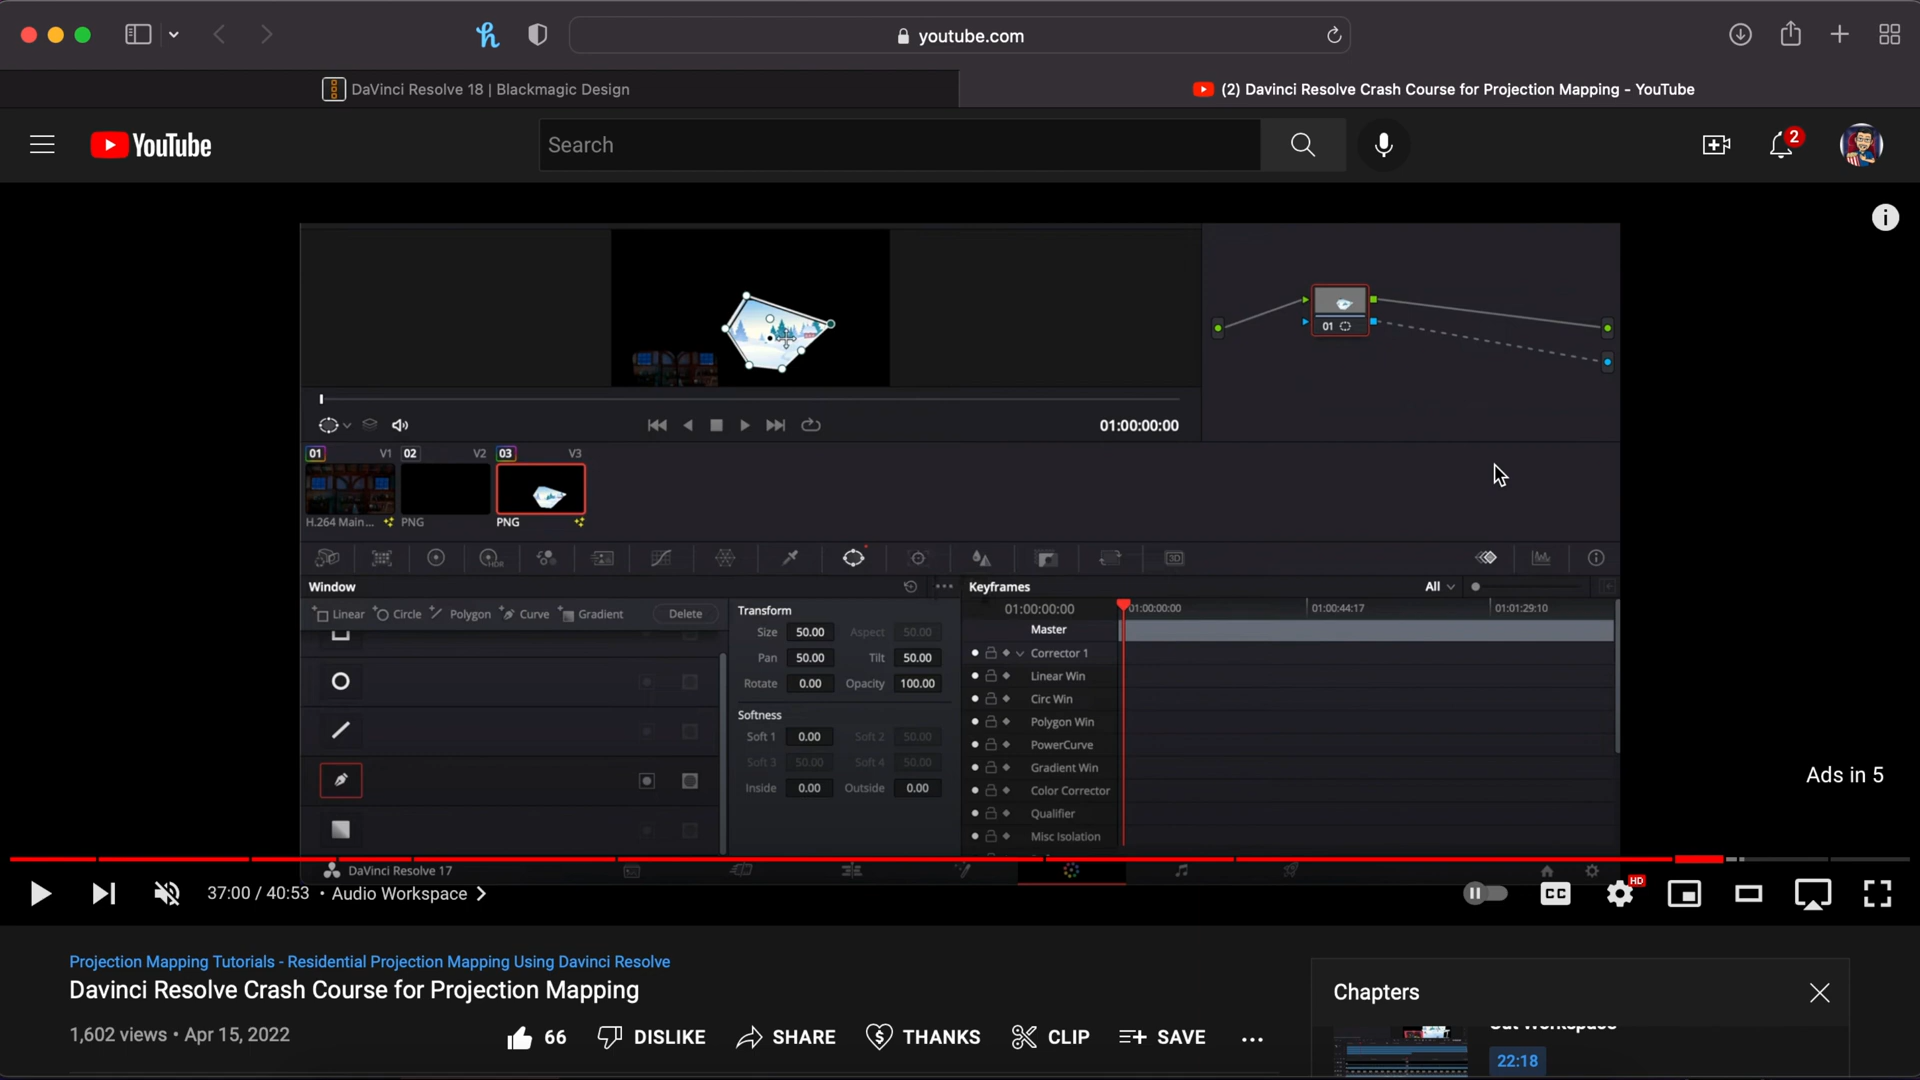 youtube.com
DaVinci Resolve 18 | Blackmagic Design
(2) Davinci Resolve Crash Course for Projection Mapping - YouTube
YouTube
Search
2
01
01:00:00:00
01 V1 02 V2 03 V3
H.264 Main... PNG PNG
HDR
3D
Window
Keyframes
All
Linear Circle Polygon Curve Gradient Delete
Transform
Size 50.00 Aspect 50.00
Pan 50.00 Tilt 50.00
Rotate 0.00 Opacity 100.00
Softness
Soft 1 0.00 Soft 2 50.00
Soft 3 50.00 Soft 4 50.00
Inside 0.00 Outside 0.00
01:00:00:00 01:00:00:00 01:00:44:17 01:01:29:10
Master
Corrector 1
Linear Win
Circ Win
Polygon Win
PowerCurve
Gradient Win
Color Corrector
Qualifier
Misc Isolation
Ads in 5
DaVinci Resolve 17
37:00 / 40:53 • Audio Workspace
CC
HD
Projection Mapping Tutorials - Residential Projection Mapping Using Davinci Resolve
Davinci Resolve Crash Course for Projection Mapping
1,602 views • Apr 15, 2022
66 DISLIKE SHARE THANKS CLIP SAVE
Chapters
22:18